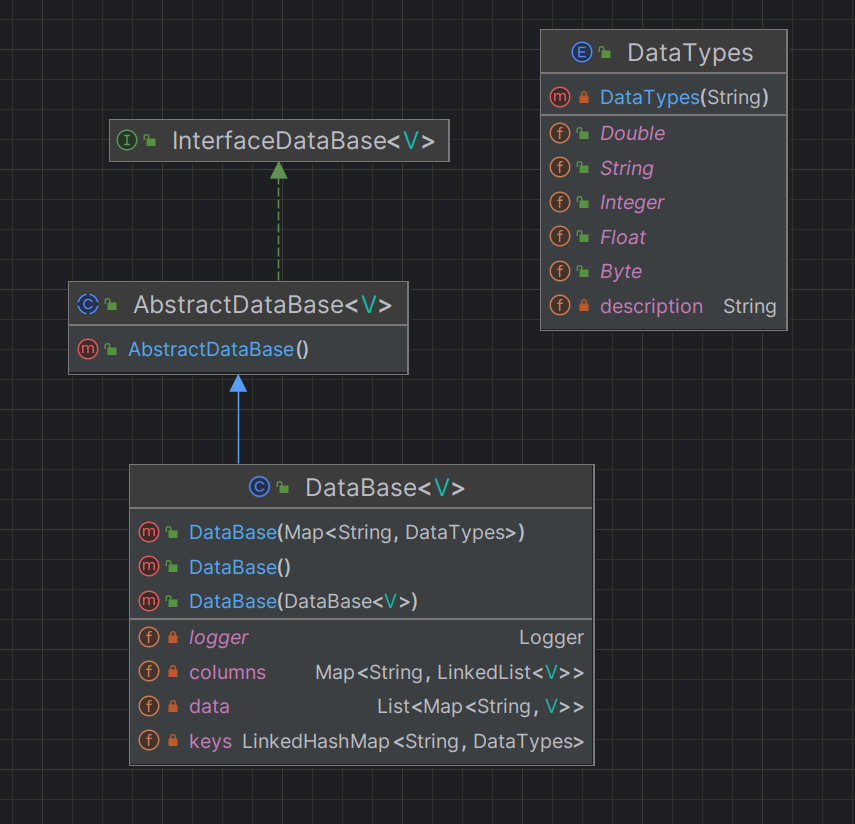 E DataTypes
m DataTypes(String)
f Double
f String
f Integer
f Float
f Byte
f description String
I InterfaceDataBase<V>
C AbstractDataBase<V>
m AbstractDataBase()
C DataBase<V>
m DataBase(Map<String, DataTypes>)
m DataBase()
m DataBase(DataBase<V>)
f logger Logger
f columns Map<String, LinkedList<V>>
f data List<Map<String, V>>
f keys LinkedHashMap<String, DataTypes>